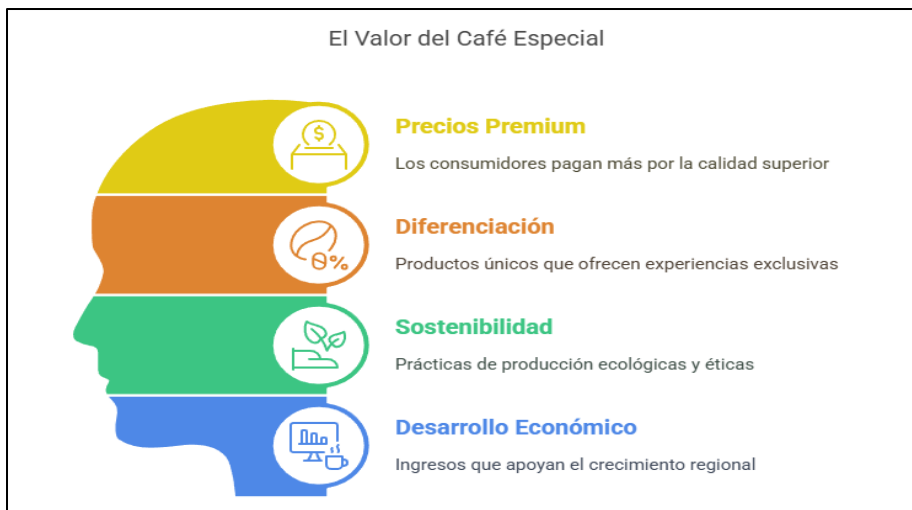 El Valor del Café Especial
$
Precios Premium
Los consumidores pagan más por la calidad superior
0%
Diferenciación
Productos únicos que ofrecen experiencias exclusivas
Sostenibilidad
Prácticas de producción ecológicas y éticas
Desarrollo Económico
Ingresos que apoyan el crecimiento regional